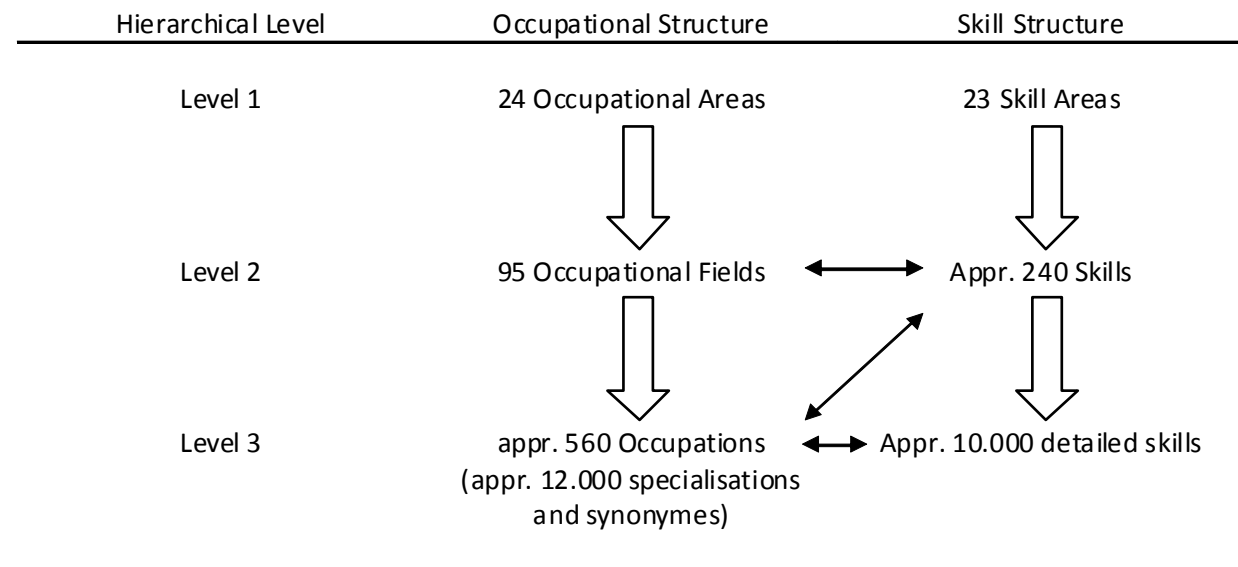 Hierarchical Level Occupational Structure Skill Structure
Level 1 24 Occupational Areas 23 Skill Areas
Level 2 95 Occupational Fields Appr. 240 Skills
Level 3 appr. 560 Occupations Appr. 10.000 detailed skills
(appr. 12.000 specialisations
and synonymes)